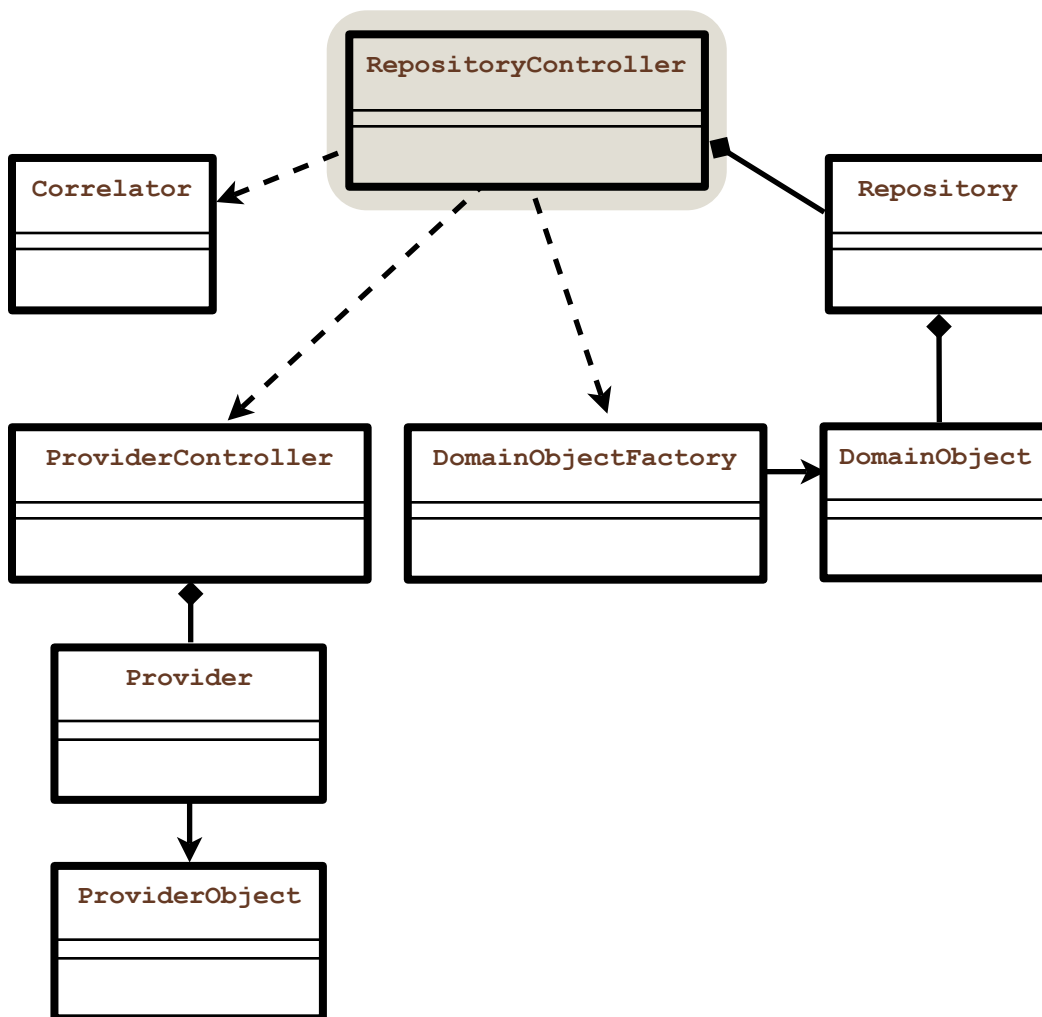 RepositoryController
Correlator
Repository
ProviderController
DomainObjectFactory
DomainObject
Provider
ProviderObject